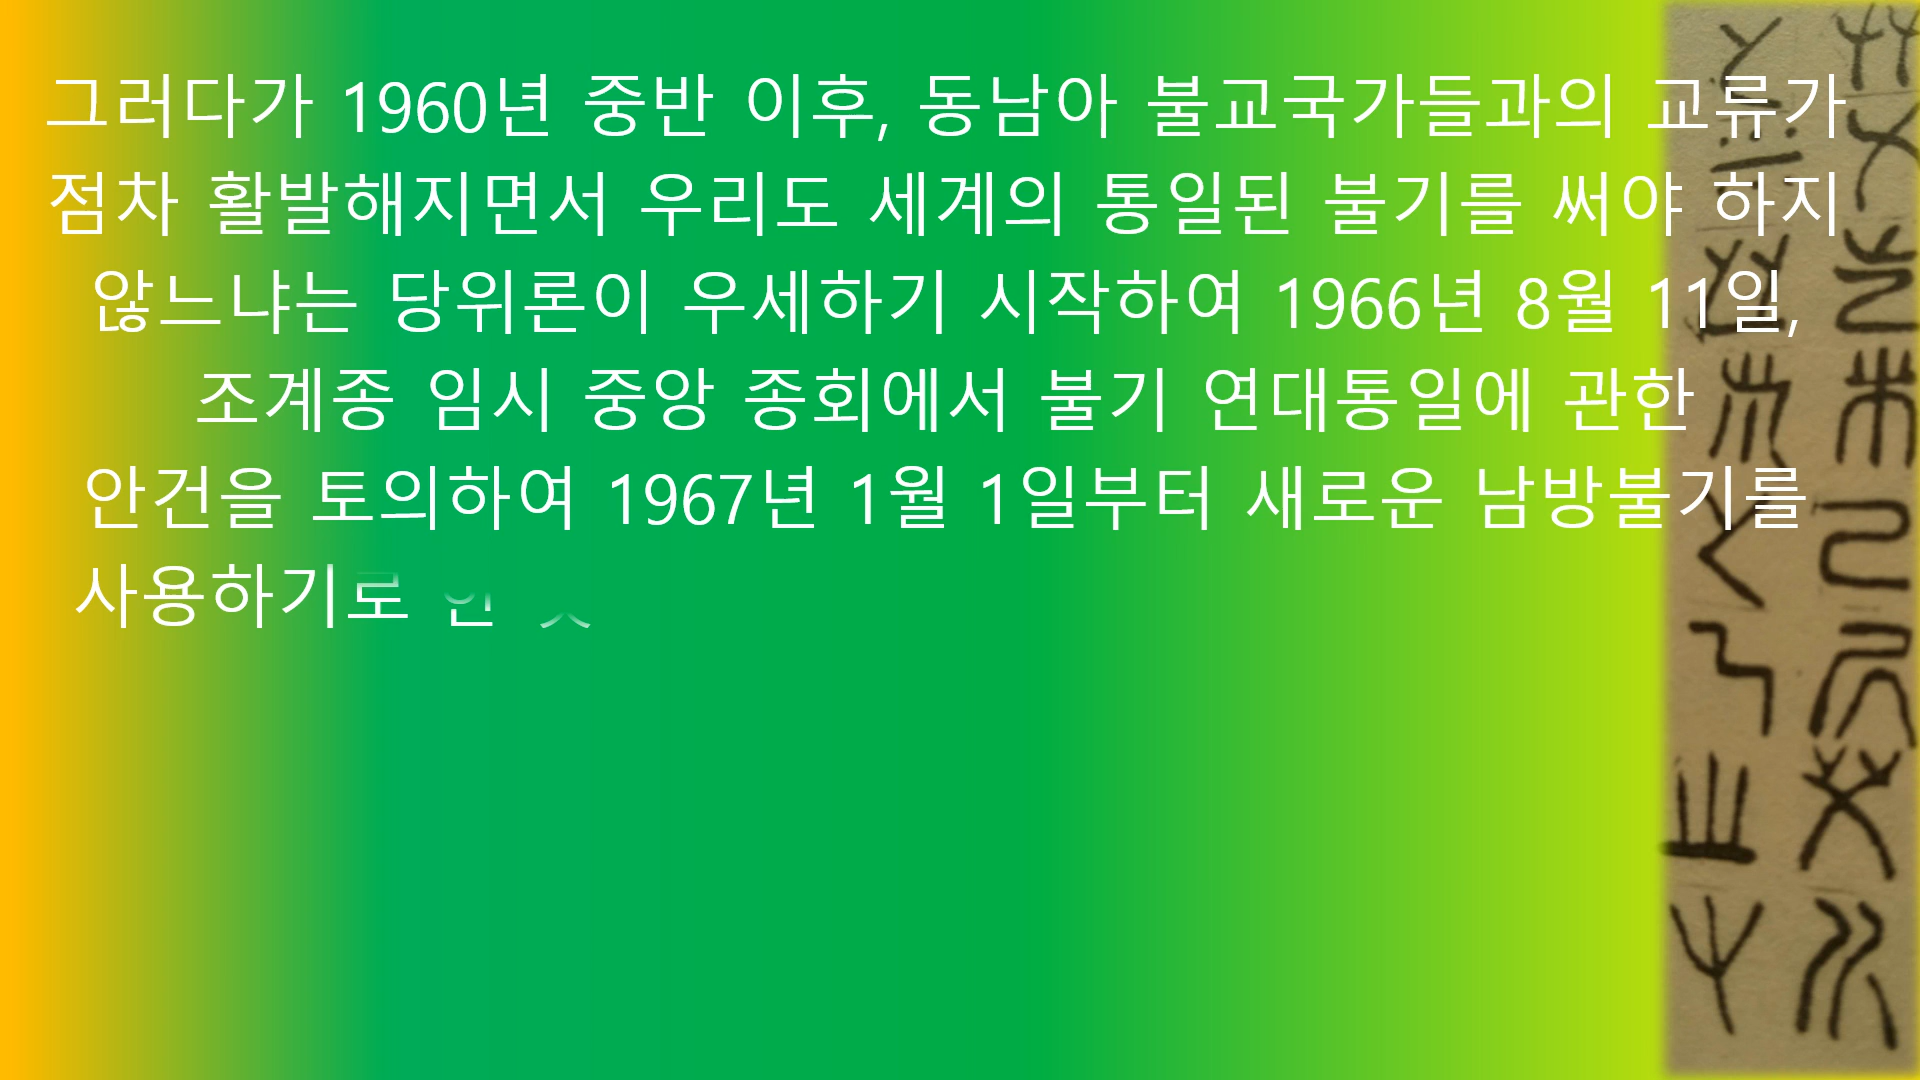 그러다가 1960년 중반 이후, 동남아 불교국가들과의 교류가
점차 활발해지면서 우리도 세계의 통일된 불기를 써야 하지
않느냐는 당위론이 우세하기 시작하여 1966년 8월 11일,
조계종 임시 중앙 종회에서 불기 연대통일에 관한
안건을 토의하여 1967년 1월 1일부터 새로운 남방불기를
사용하기로